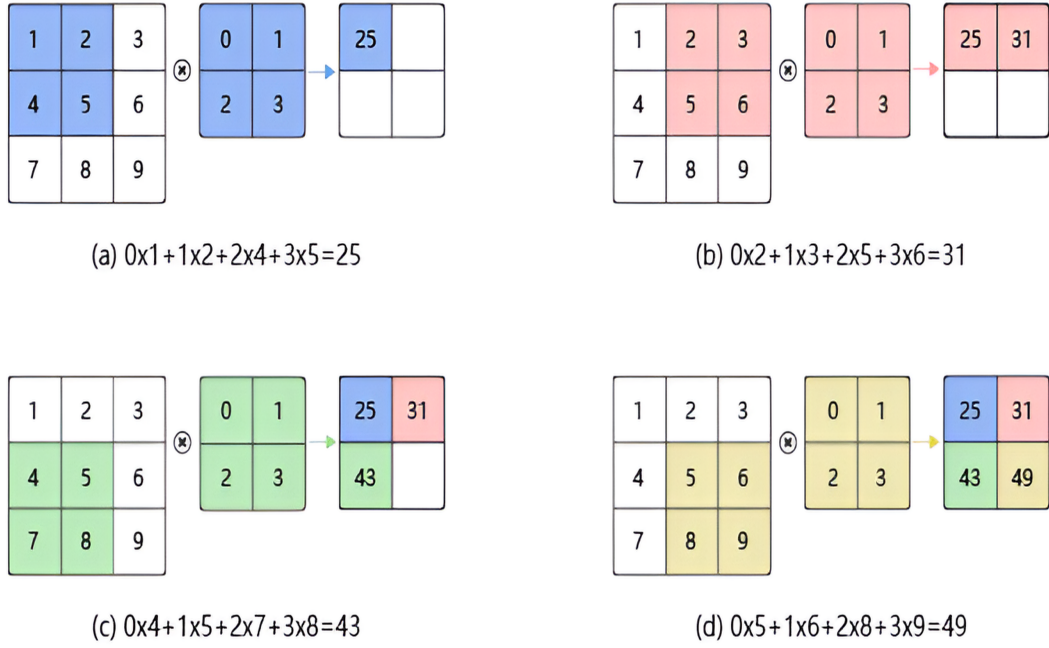 1 2 3 0 1 25
4 5 6 2 3
7 8 9
(a) 0x1+1x2+2x4+3x5=25
1 2 3 0 1 25 31
4 5 6 2 3
7 8 9
(b) 0x2+1x3+2x5+3x6=31
1 2 3 0 1 25 31
4 5 6 2 3 43
7 8 9
(c) 0x4+1x5+2x7+3x8=43
1 2 3 0 1 25 31
4 5 6 2 3 43 49
7 8 9
(d) 0x5+1x6+2x8+3x9=49